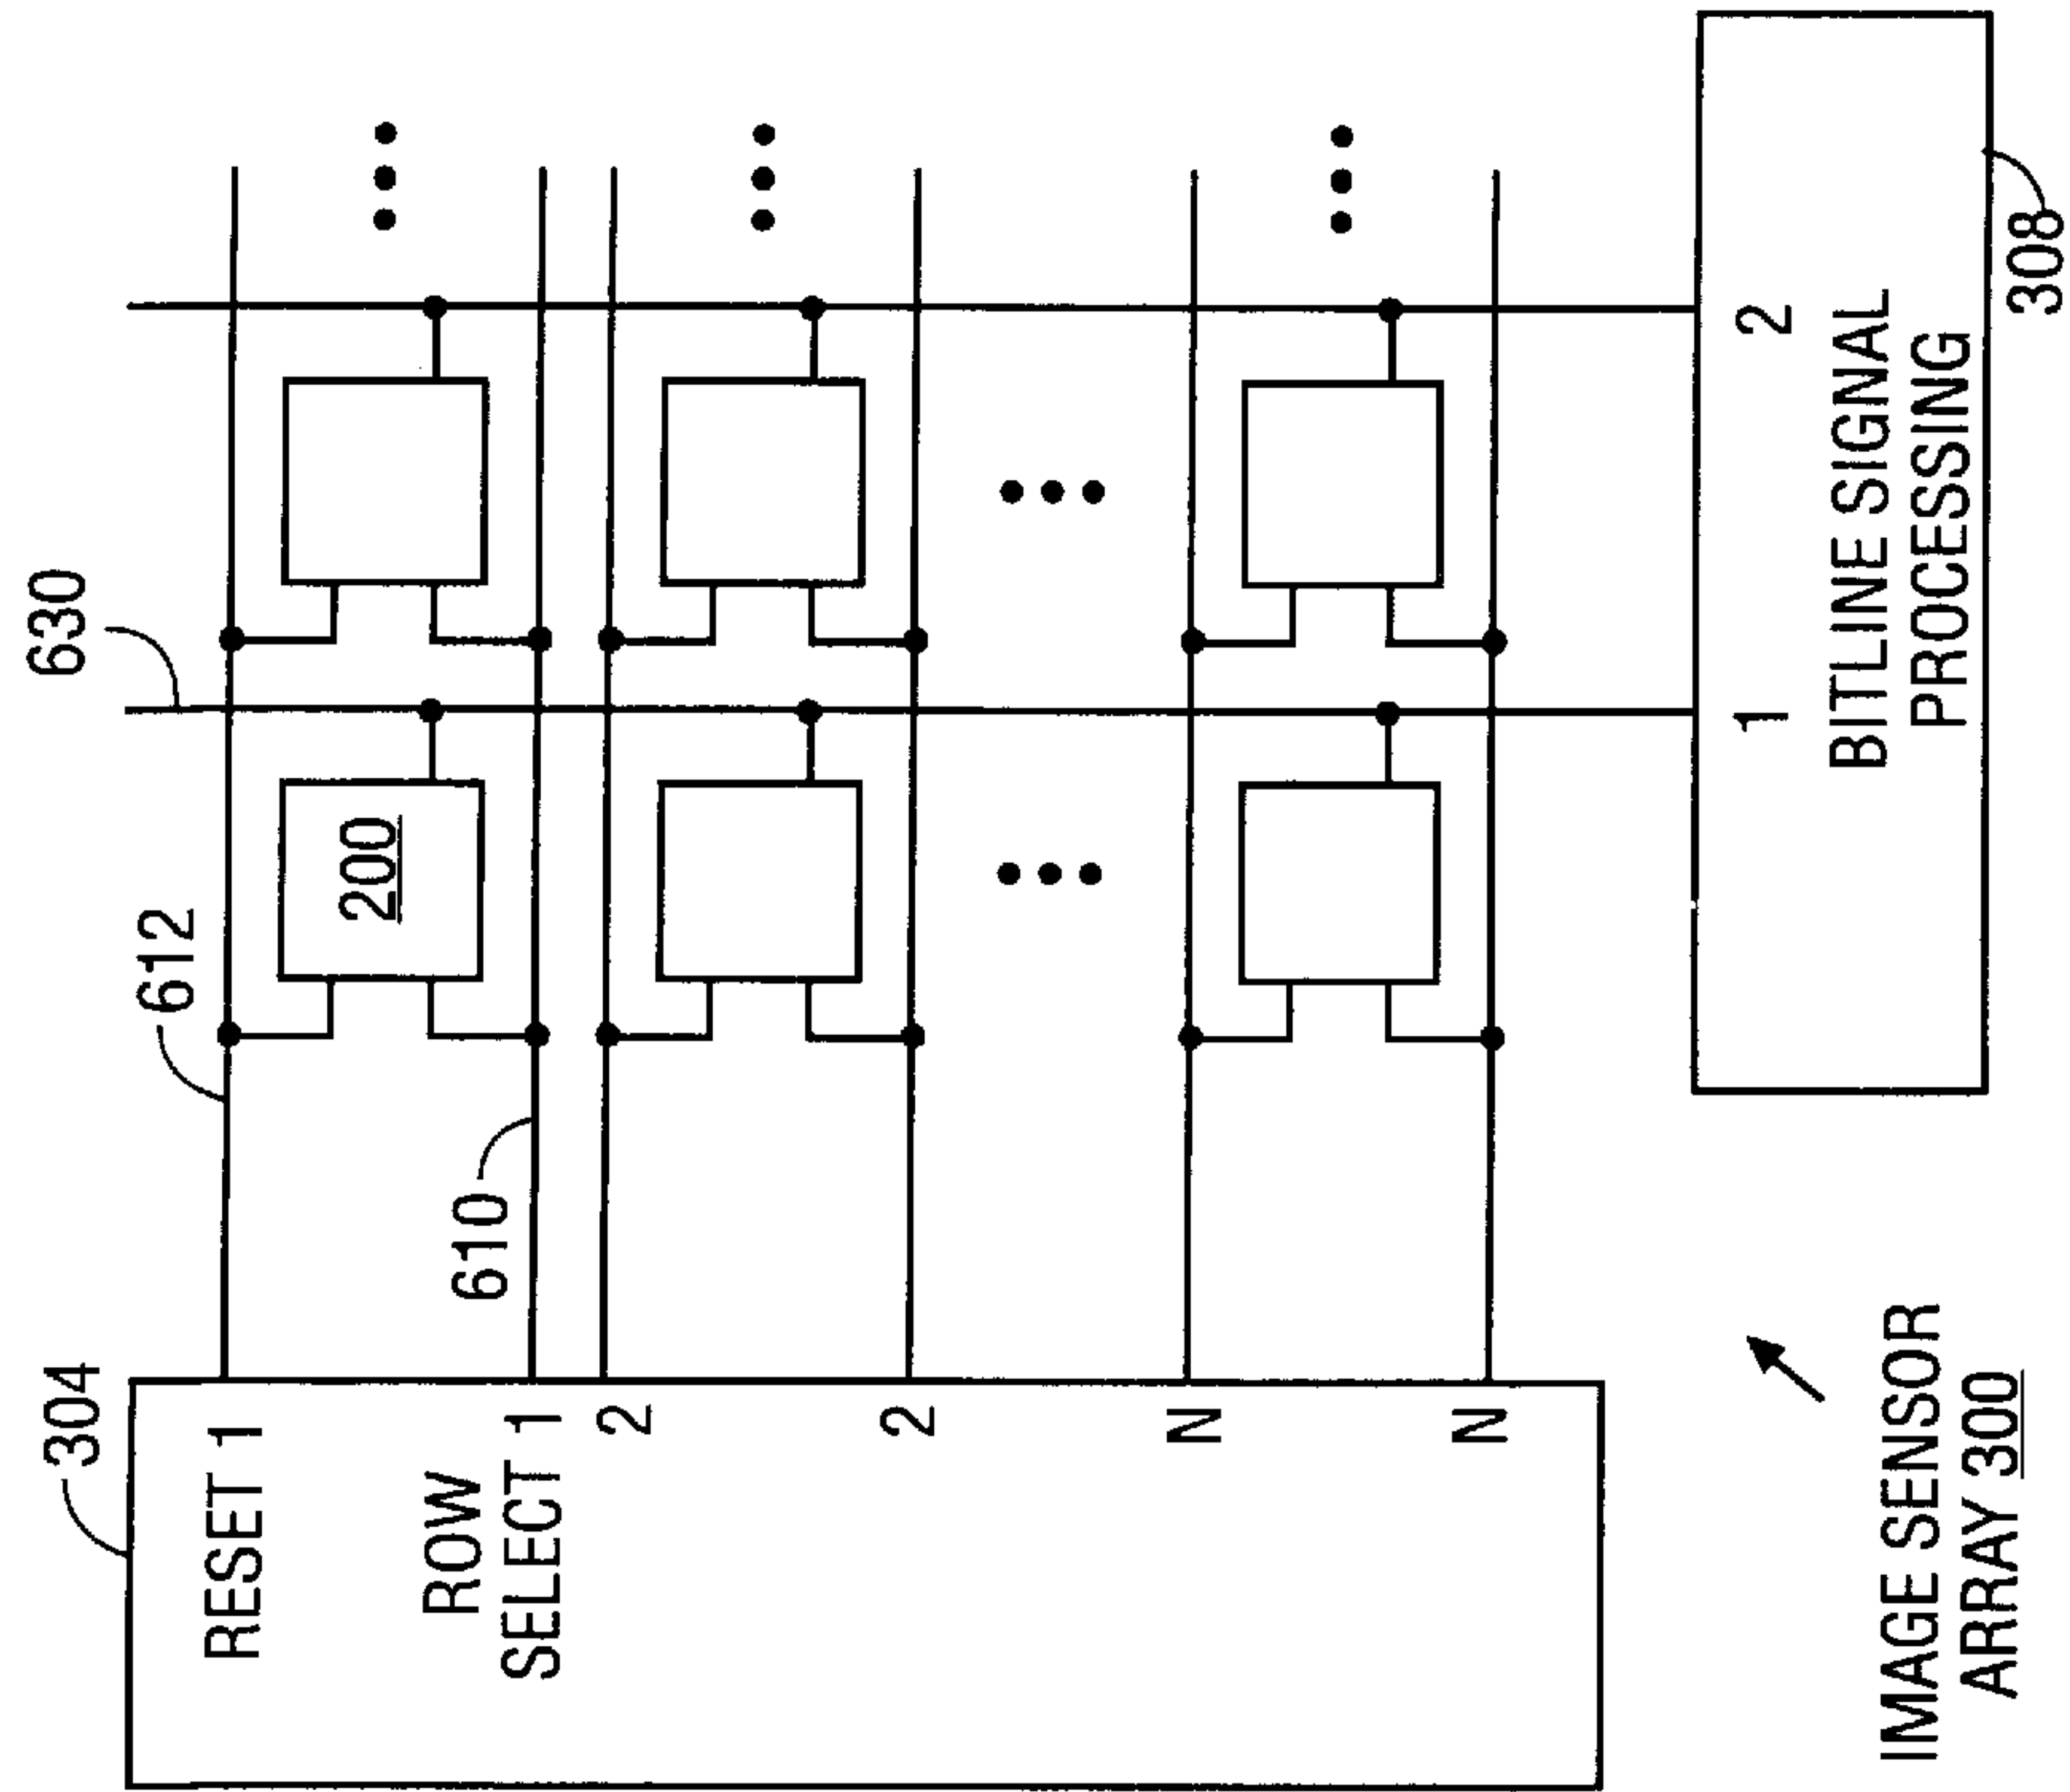 304
RESET 1
ROW
SELECT 1
2
2
N
N
612
610
630
200
1
2
BITLINE SIGNAL
PROCESSING
308
IMAGE SENSOR
ARRAY 300